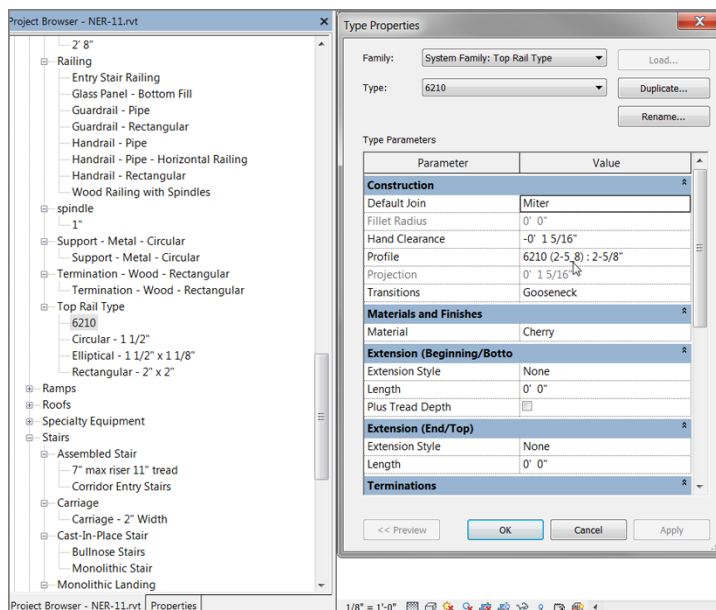 Project Browser - NER-11.rvt
2' 8"
Railing
Entry Stair Railing
Glass Panel - Bottom Fill
Guardrail - Pipe
Guardrail - Rectangular
Handrail - Pipe
Handrail - Pipe - Horizontal Railing
Handrail - Rectangular
Wood Railing with Spindles
spindle
1"
Support - Metal - Circular
Support - Metal - Circular
Termination - Wood - Rectangular
Termination - Wood - Rectangular
Top Rail Type
6210
Circular - 1 1/2"
Elliptical - 1 1/2" x 1 1/8"
Rectangular - 2" x 2"
Ramps
Roofs
Specialty Equipment
Stairs
Assembled Stair
7" max riser 11" tread
Corridor Entry Stairs
Carriage
Carriage - 2" Width
Cast-In-Place Stair
Bullnose Stairs
Monolithic Stair
Monolithic Landing
Project Browser - NER-11.rvt Properties
Type Properties
Family: System Family: Top Rail Type Load...
Type: 6210 Duplicate...
Rename...
Type Parameters
Parameter Value
Construction
Default Join Miter
Fillet Radius 0' 0"
Hand Clearance -0' 1 5/16"
Profile 6210 (2-5_8) : 2-5/8"
Projection 0' 1 5/16"
Transitions Gooseneck
Materials and Finishes
Material Cherry
Extension (Beginning/Botto
Extension Style None
Length 0' 0"
Plus Tread Depth
Extension (End/Top)
Extension Style None
Length 0' 0"
Terminations
<< Preview OK Cancel Apply
1/8" = 1'-0"